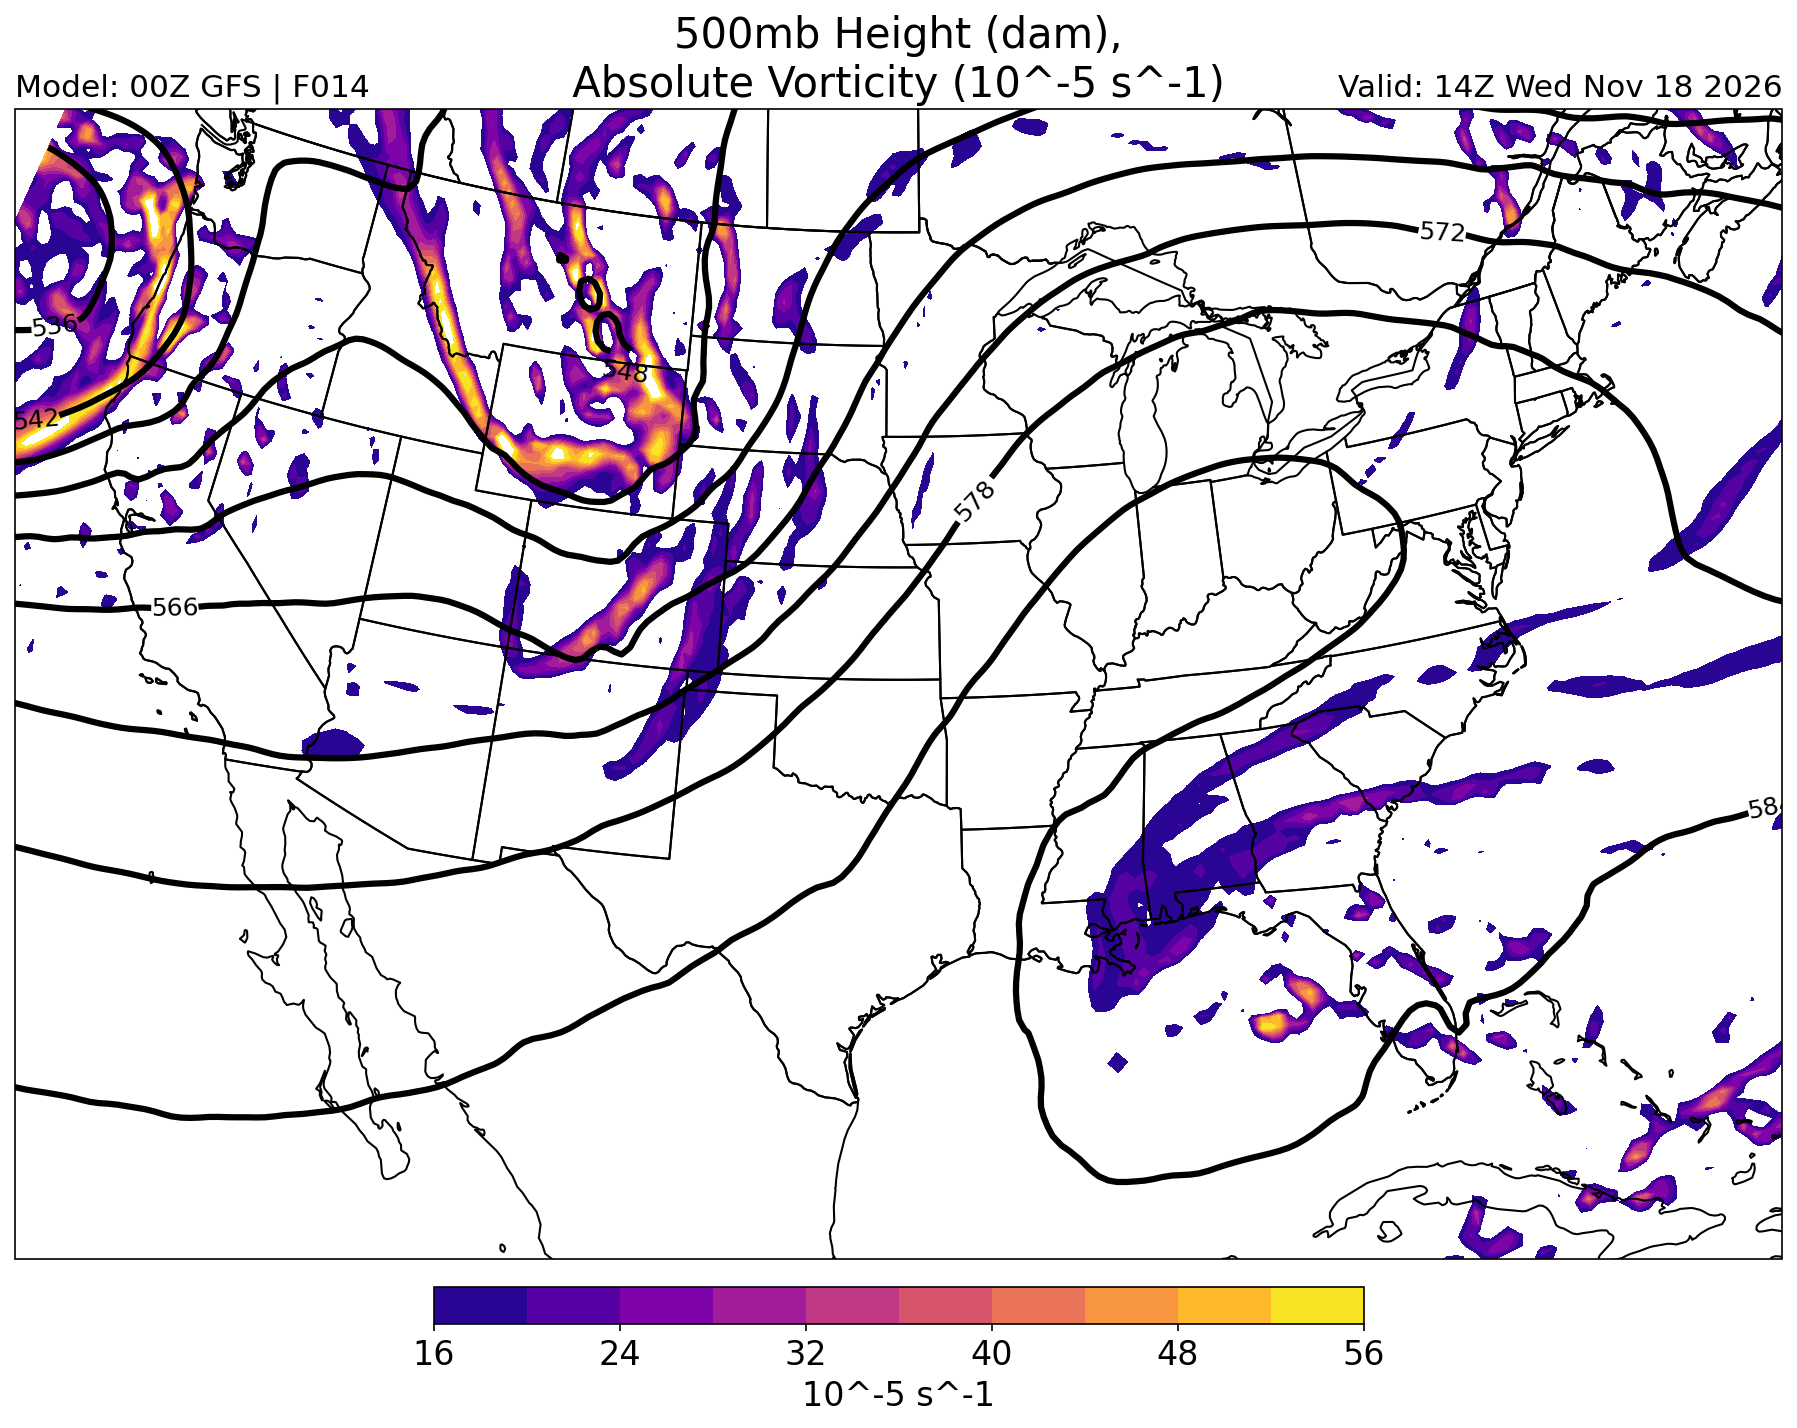 500mb Height (dam),
Absolute Vorticity (10^-5 s^-1)
Model: 00Z GFS | F014
Valid: 14Z Wed Nov 18 2026
572
536
548
542
578
566
58
16 24 32 40 48 56
10^-5 s^-1